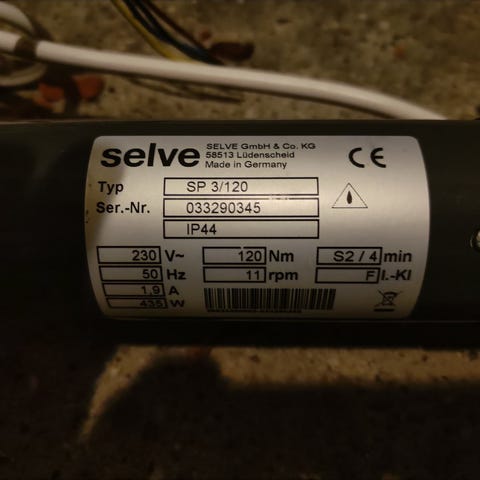 selve
SELVE GmbH & Co. KG
58513 Lüdenscheid
Made in Germany
CE
Typ SP 3/120
Ser.-Nr. 033290345
IP44
230 V~ 120 Nm S2 / 4 min
50 Hz 11 rpm F I.-Kl
1,9 A
435 W